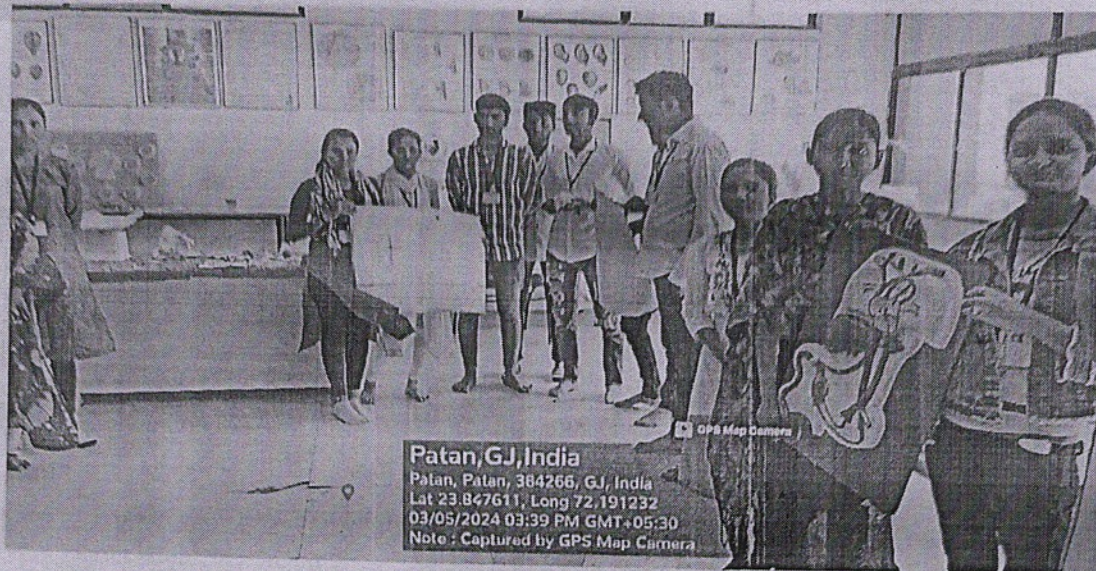 GPS Map Camera
Patan,GJ,India
Patan, Patan, 384266, GJ, India
Lat 23.847611, Long 72.191232
03/05/2024 03:39 PM GMT+05:30
Note : Captured by GPS Map Camera